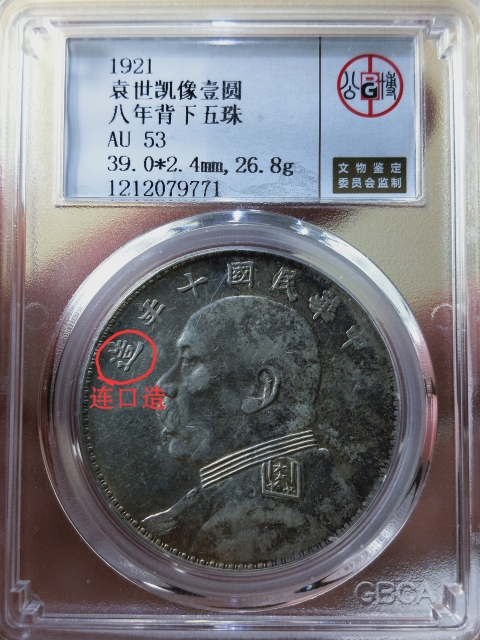 1921
袁世凯像壹圆
八年背下五珠
AU 53
39.0*2.4mm,26.8g
1212079771
公博
文物鉴定
委员会监制
造年十國民華中
连口造
GBCA